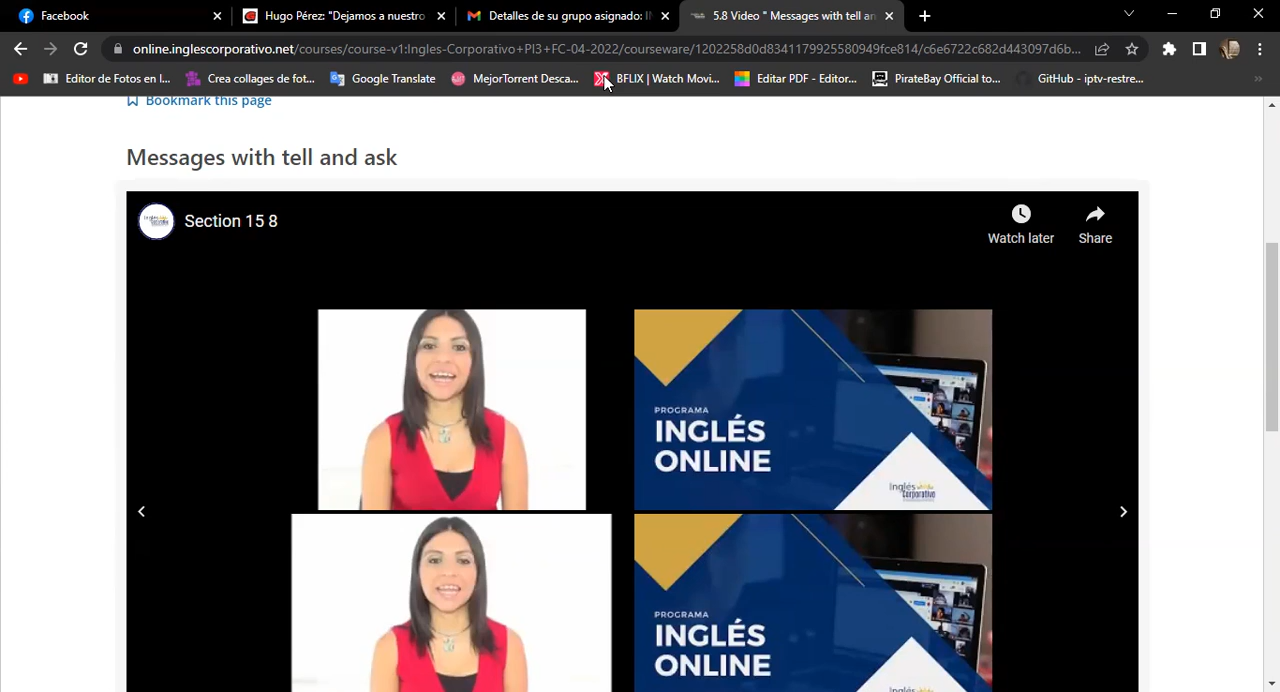 Facebook
Hugo Pérez: "Dejamos a nuestro
Detalles de su grupo asignado: I
5.8 Video " Messages with tell an
online.inglescorporativo.net/courses/course-v1:Ingles-Corporativo+PI3+FC-04-2022/courseware/1202258d0d8341179925580949fce814/c6e6722c682d443097d6b...
Editor de Fotos en l...
Crea collages de fot...
Google Translate
MejorTorrent Desca...
BFLIX | Watch Movi...
Editar PDF - Editor...
PirateBay Official to...
GitHub - iptv-restre...
Bookmark this page
Messages with tell and ask
Section 15 8
Watch later
Share
PROGRAMA
INGLÉS
ONLINE
Inglés
Corporativo
PROGRAMA
INGLÉS
ONLINE